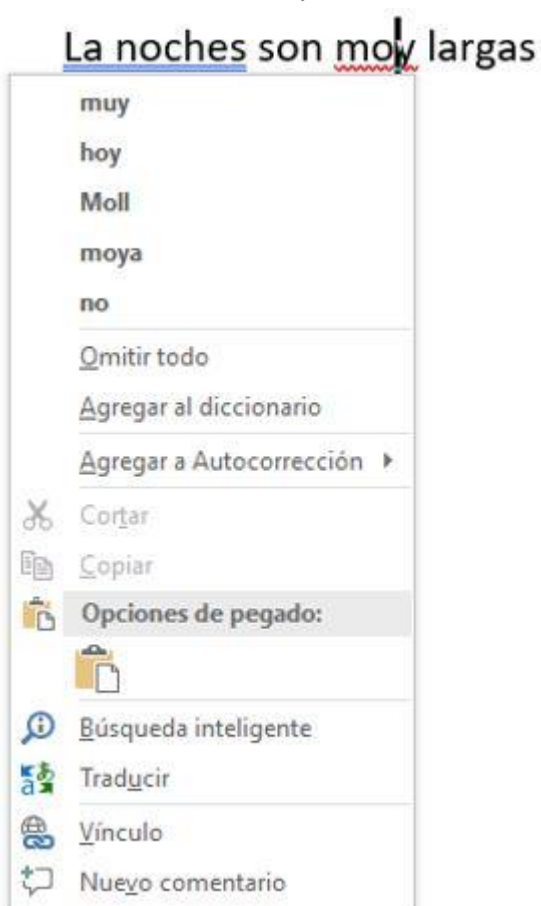 La noches son moy largas
muy
hoy
Moll
moya
no
Omitir todo
Agregar al diccionario
Agregar a Autocorrección
Cortar
Copiar
Opciones de pegado:
Búsqueda inteligente
Traducir
Vínculo
Nuevo comentario